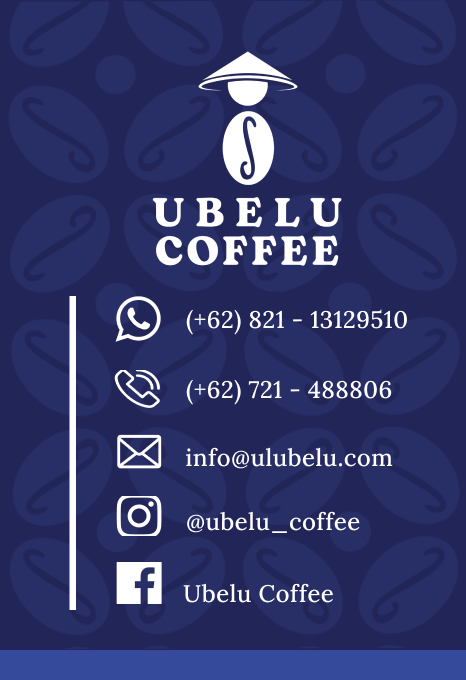 UBELU
COFFEE
(+62) 821 - 13129510
(+62) 721 - 488806
info@ulubelu.com
@ubelu_coffee
Ubelu Coffee